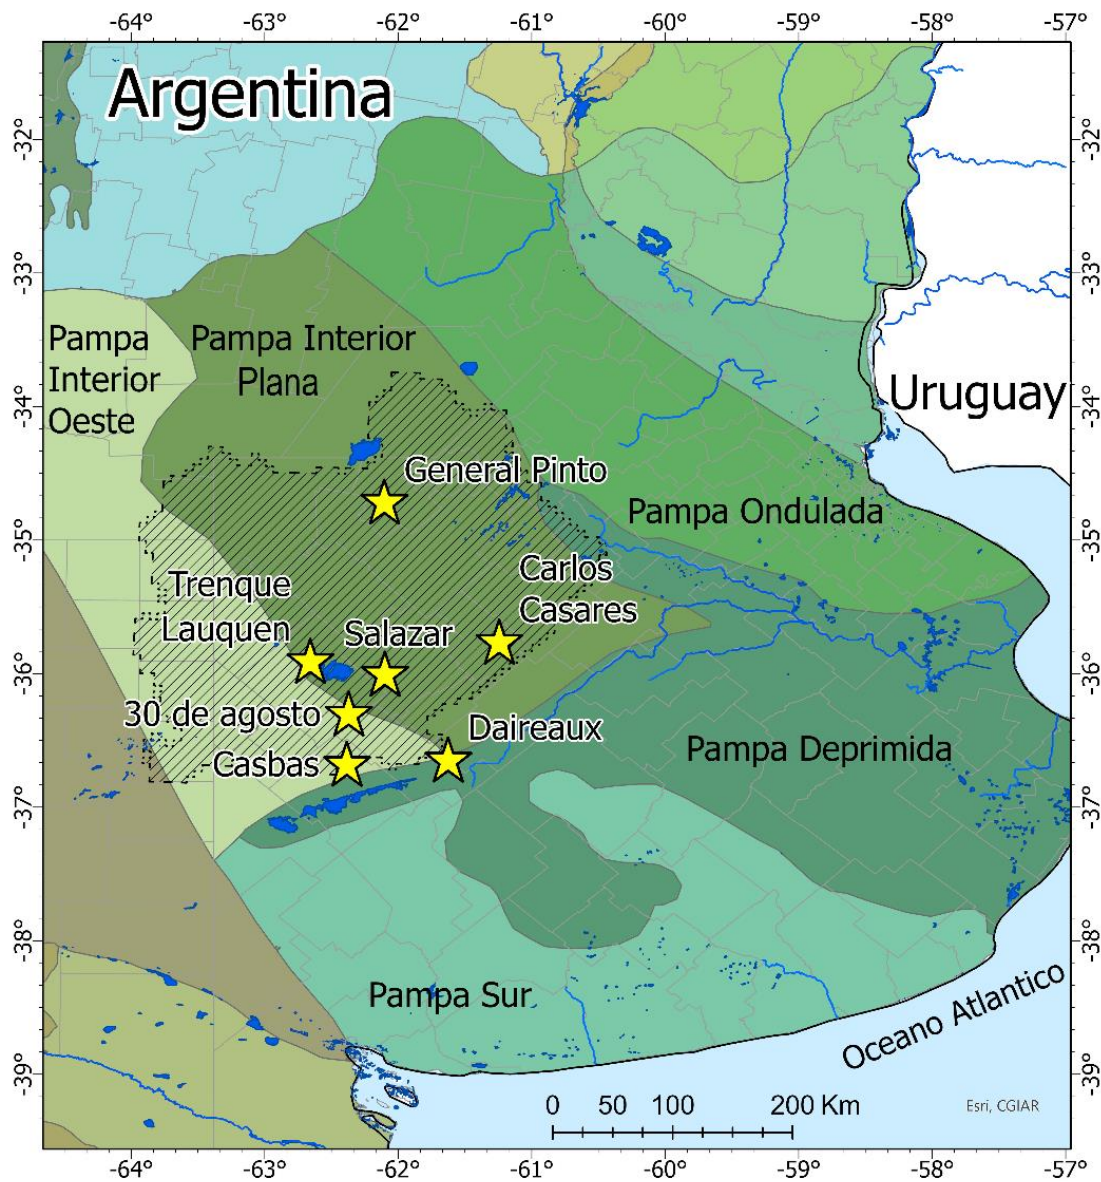 -64° -63° -62° -61° -60° -59° -58° -57°
Argentina
-32° -32°
-33° -33°
Pampa
Interior
Oeste
Pampa Interior
Plana
Uruguay
-34° -34°
General Pinto
Pampa Ondulada
-35° -35°
Carlos
Casares
Trenque
Lauquen
Salazar
-36° -36°
30 de agosto
Daireaux
Casbas
Pampa Deprimida
-37° -37°
-38° -38°
Pampa Sur
Oceano Atlantico
-39° -39°
0 50 100 200 Km
Esri, CGIAR
-64° -63° -62° -61° -60° -59° -58° -57°